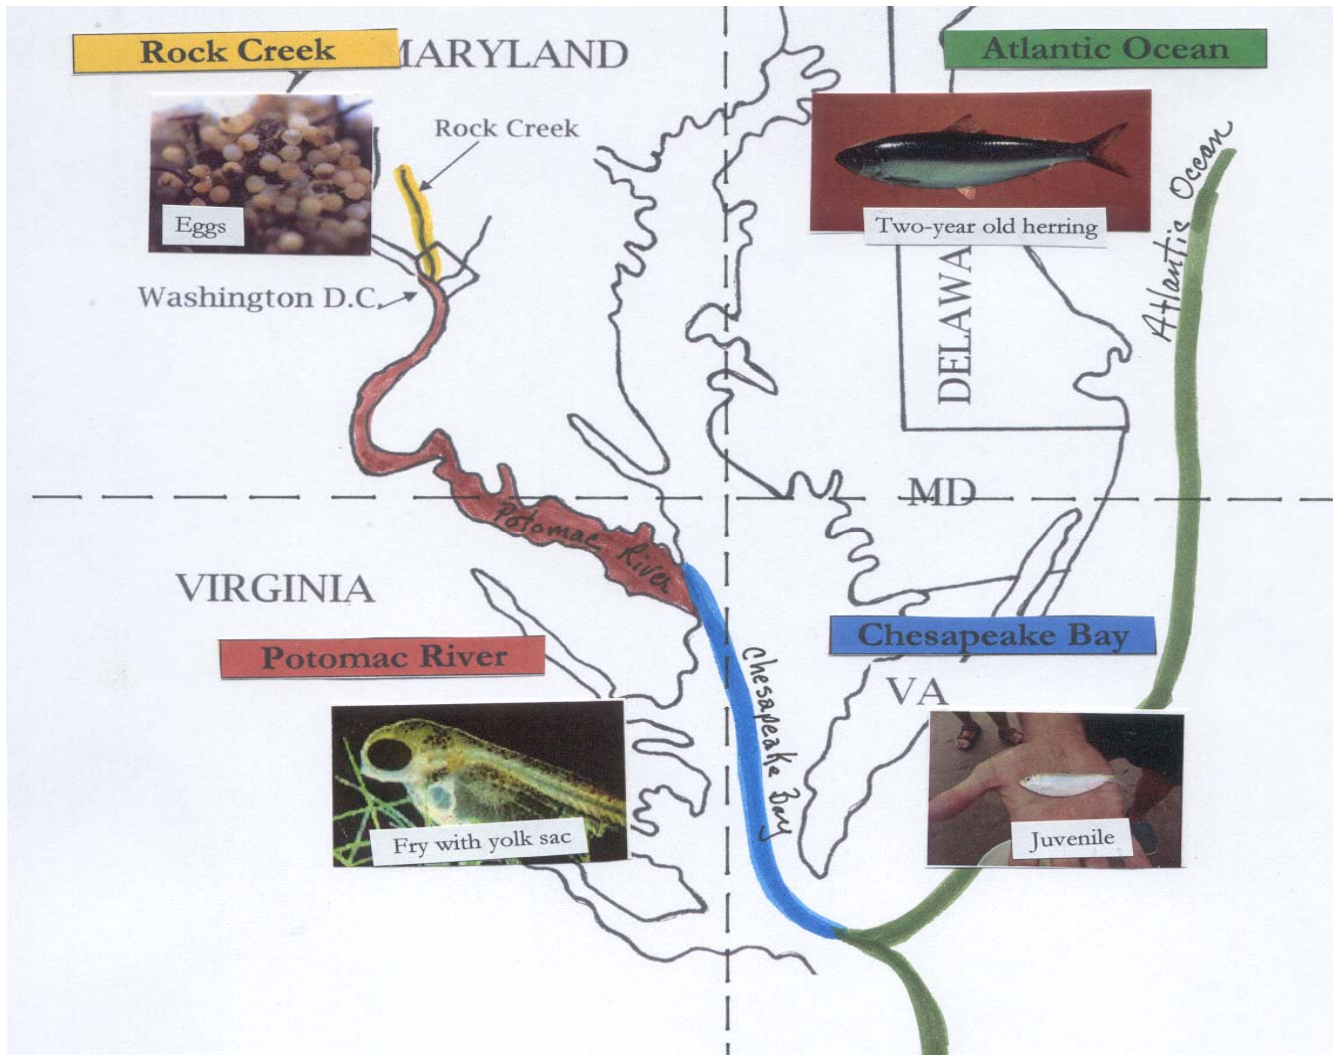 Rock Creek
MARYLAND
Atlantic Ocean
Rock Creek
Eggs
Two-year old herring
Atlantic Ocean
Washington D.C.
DELAWA
MD
Potomac River
VIRGINIA
Chesapeake Bay
Potomac River
Chesapeake Bay
VA
Fry with yolk sac
Juvenile